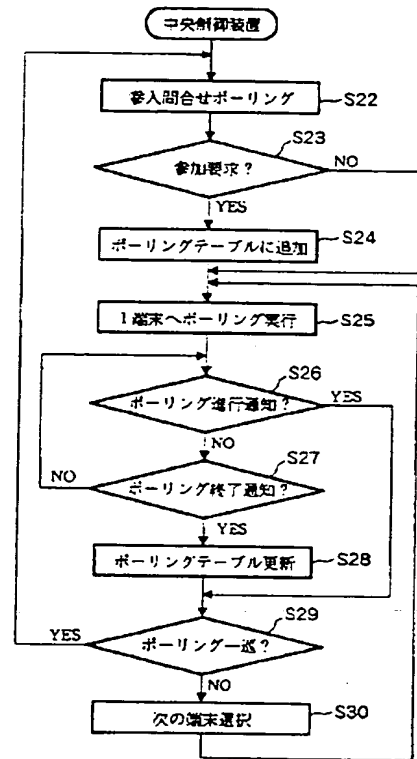 中央制御装置
参入問合せポーリング
S22
S23
参加要求?
NO
YES
ポーリングテーブルに追加
S24
1端末へポーリング実行
S25
S26
ポーリング進行通知?
YES
NO
S27
NO
ポーリング終了通知?
YES
ポーリングテーブル更新
S28
S29
YES
ポーリング一巡?
NO
次の端末選択
S30